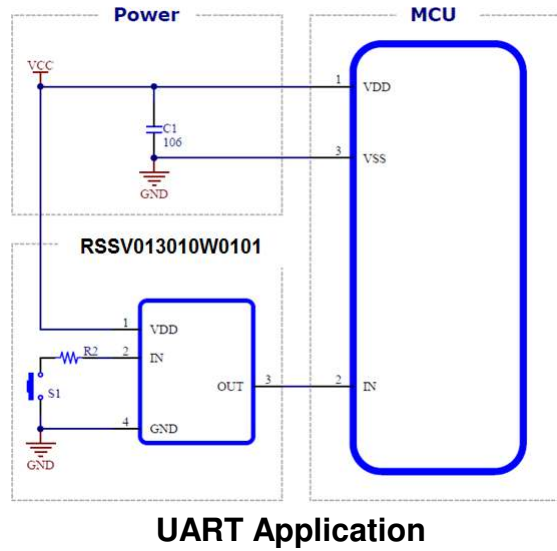 Power
MCU
VCC
1
VDD
C1
106
3
VSS
GND
RSSV013010W0101
1
VDD
R2
2
IN
S1
OUT
3
2
IN
4
GND
GND
UART Application